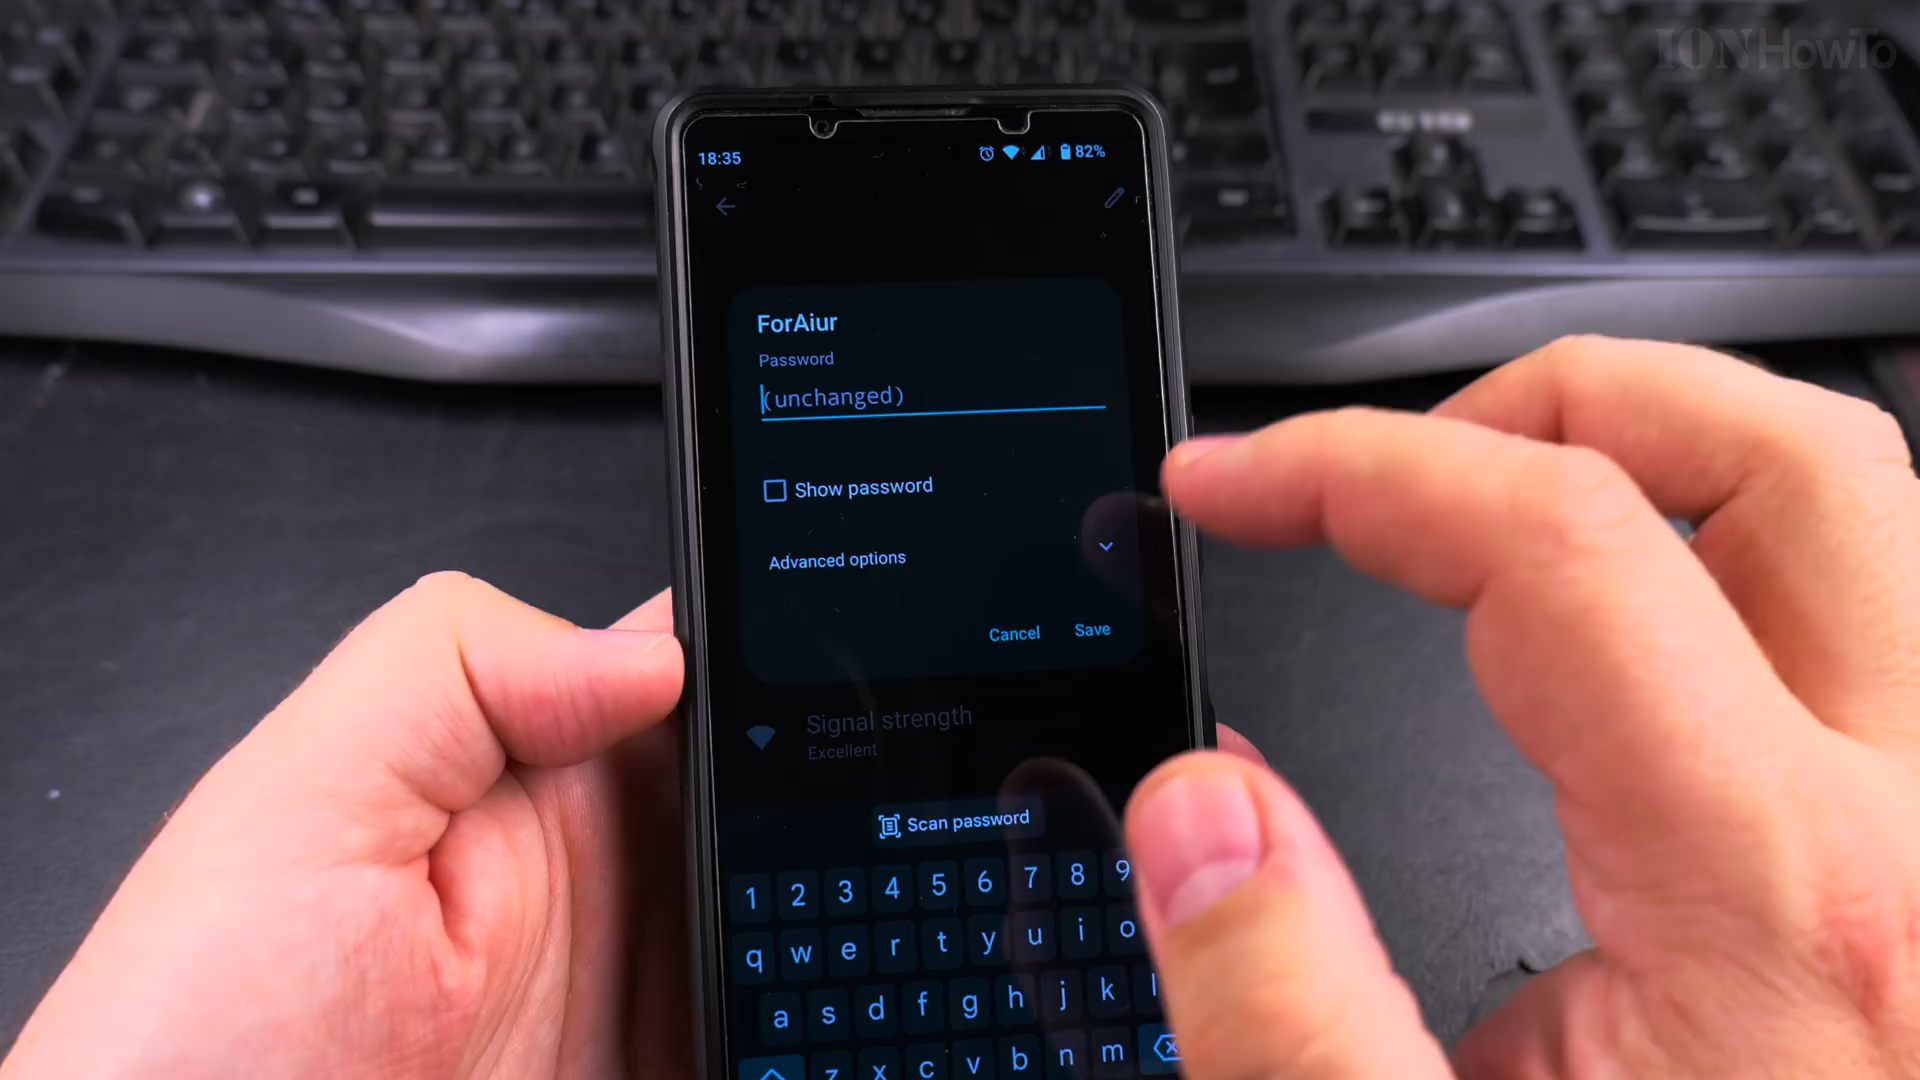 IONHowTo
18:35
82%
ForAiur
Password
(unchanged)
Show password
Advanced options
Cancel Save
Signal strength
Excellent
Scan password
1 2 3 4 5 6 7 8 9
q w e r t y u i o
a s d f g h j k l
z x c v b n m